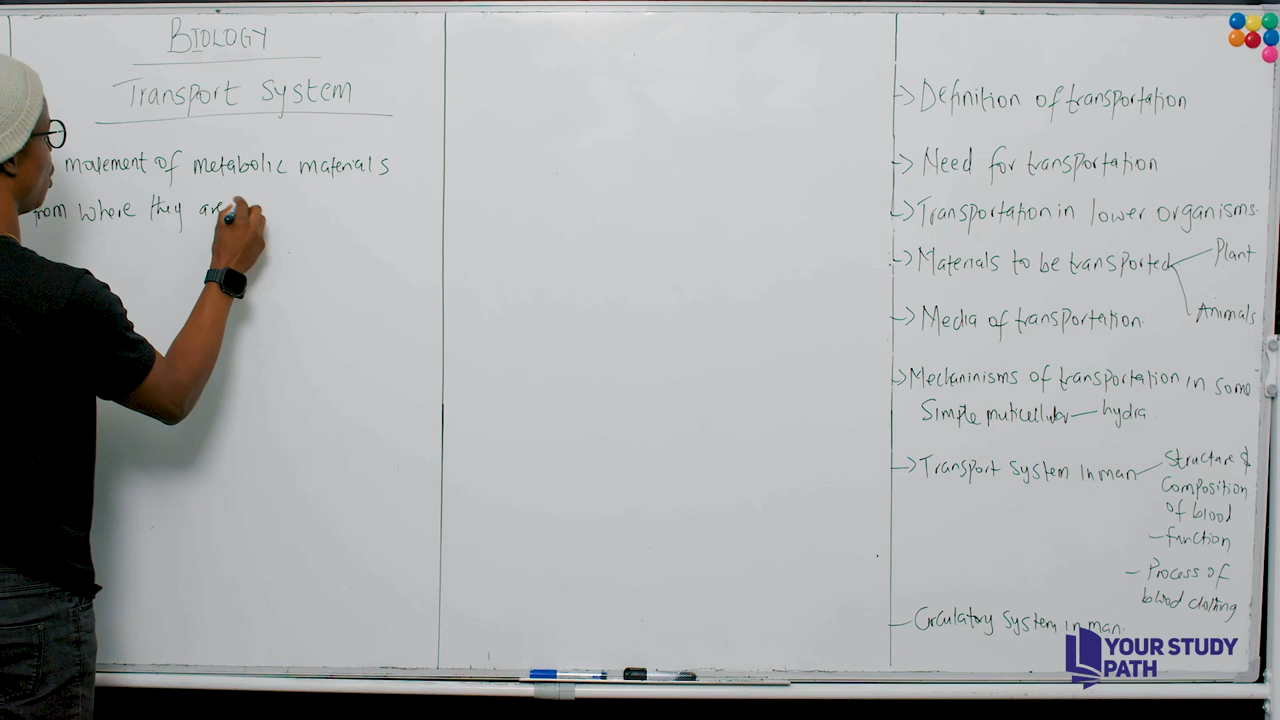 BIOLOGY
Transport System
movement of metabolic materials
from where they are
-> Definition of transportation
-> Need for transportation
-> Transportation in lower organisms.
-> Materials to be transported
Plant
Animals
-> Media of transportation.
-> Mechaninisms of transportation in some
Simple muticellular — hydra.
-> Transport system in man
Structure &
Composition
of blood
- function
- Process of
blood clotting
- Circulatory System in man.
YOUR STUDY
PATH